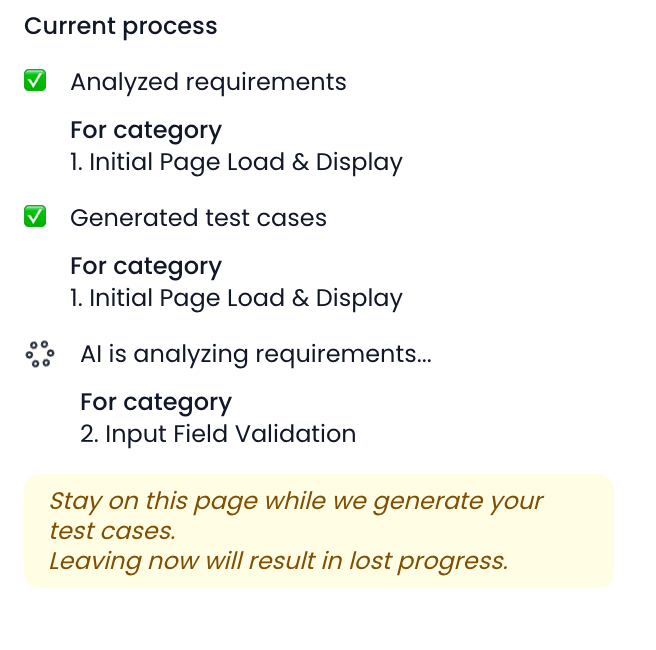 Current process
Analyzed requirements
For category
1. Initial Page Load & Display
Generated test cases
For category
1. Initial Page Load & Display
AI is analyzing requirements...
For category
2. Input Field Validation
Stay on this page while we generate your
test cases.
Leaving now will result in lost progress.